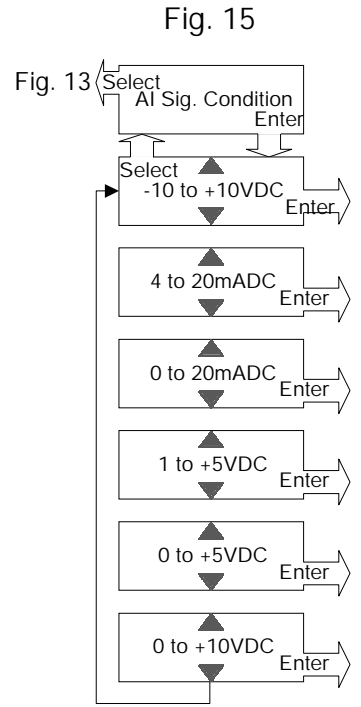 Fig. 15
Fig. 13 Select
AI Sig. Condition
Enter
Select
-10 to +10VDC
Enter
4 to 20mADC
Enter
0 to 20mADC
Enter
1 to +5VDC
Enter
0 to +5VDC
Enter
0 to +10VDC
Enter